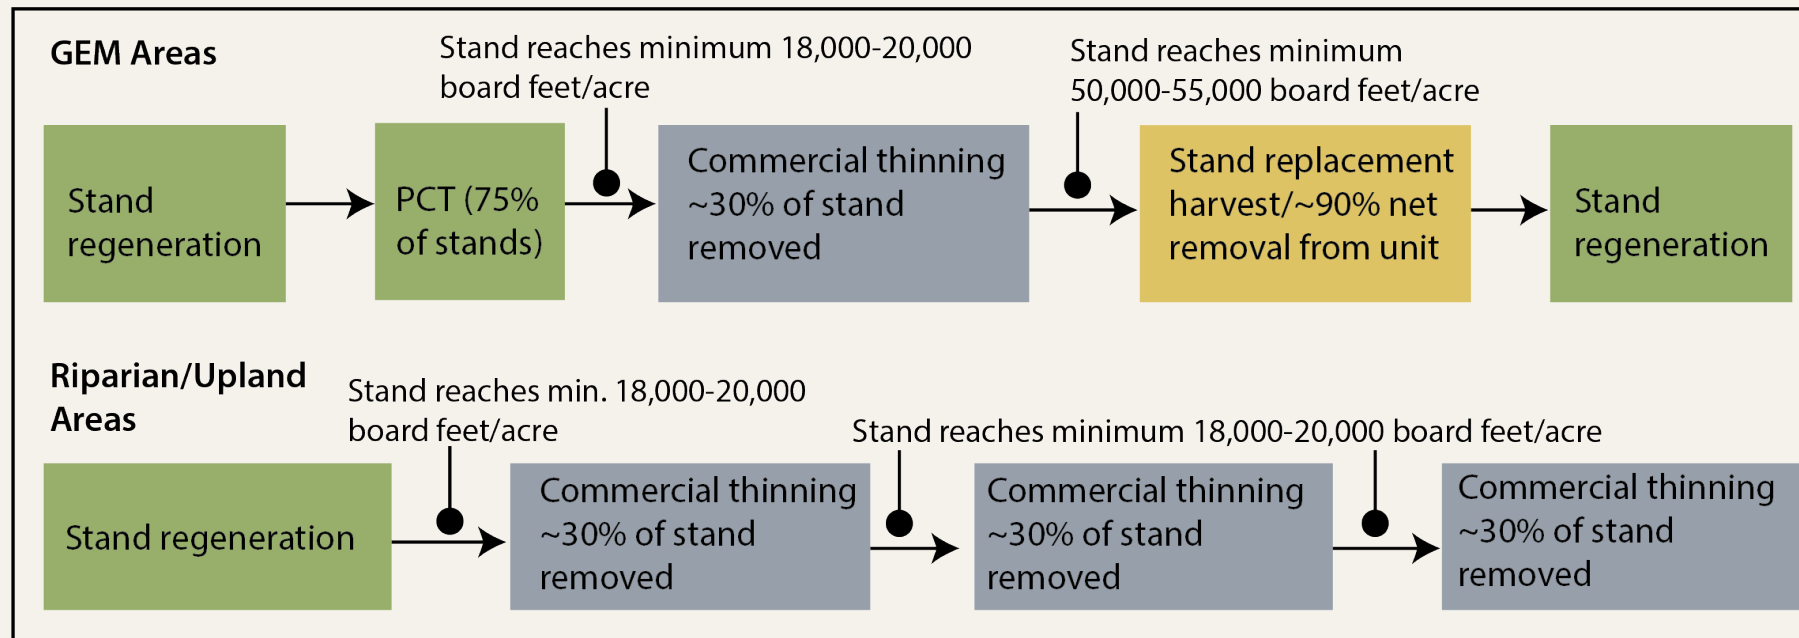 GEM Areas
Stand reaches minimum 18,000-20,000
board feet/acre
Stand reaches minimum
50,000-55,000 board feet/acre
Stand
regeneration
PCT (75%
of stands)
Commercial thinning
~30% of stand
removed
Stand replacement
harvest/~90% net
removal from unit
Stand
regeneration
Riparian/Upland
Areas
Stand reaches min. 18,000-20,000
board feet/acre
Stand reaches minimum 18,000-20,000 board feet/acre
Stand regeneration
Commercial thinning
~30% of stand
removed
Commercial thinning
~30% of stand
removed
Commercial thinning
~30% of stand
removed